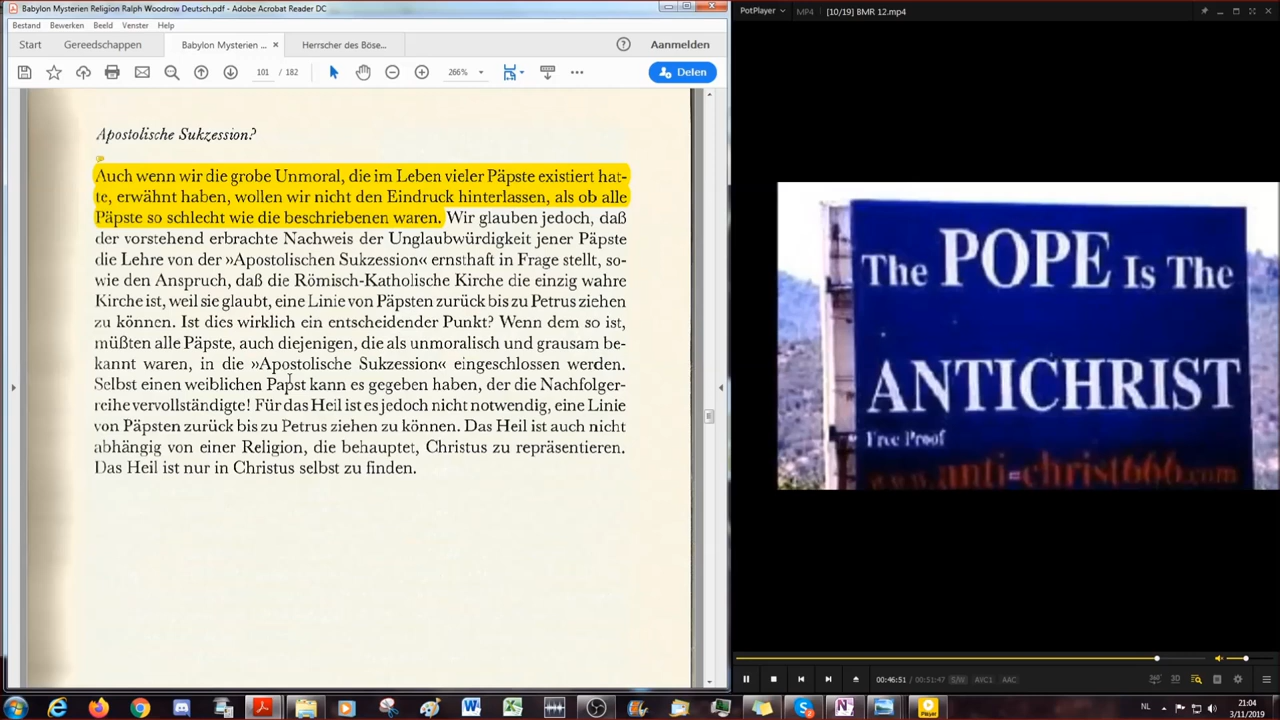 Babylon Mysterien Religion Ralph Woodrow Deutsch.pdf - Adobe Acrobat Reader DC
Bestand Bewerken Beeld Venster Help
Start Gereedschappen Babylon Mysterien ... × Herrscher des Böse... Aanmelden
101 / 182 266% Delen
Apostolische Sukzession?
Auch wenn wir die grobe Unmoral, die im Leben vieler Päpste existiert hat-
te, erwähnt haben, wollen wir nicht den Eindruck hinterlassen, als ob alle
Päpste so schlecht wie die beschriebenen waren. Wir glauben jedoch, daß
der vorstehend erbrachte Nachweis der Unglaubwürdigkeit jener Päpste
die Lehre von der »Apostolischen Sukzession« ernsthaft in Frage stellt, so-
wie den Anspruch, daß die Römisch-Katholische Kirche die einzig wahre
Kirche ist, weil sie glaubt, eine Linie von Päpsten zurück bis zu Petrus ziehen
zu können. Ist dies wirklich ein entscheidender Punkt? Wenn dem so ist,
müßten alle Päpste, auch diejenigen, die als unmoralisch und grausam be-
kannt waren, in die »Apostolische Sukzession« eingeschlossen werden.
Selbst einen weiblichen Papst kann es gegeben haben, der die Nachfolger-
reihe vervollständigte! Für das Heil ist es jedoch nicht notwendig, eine Linie
von Päpsten zurück bis zu Petrus ziehen zu können. Das Heil ist auch nicht
abhängig von einer Religion, die behauptet, Christus zu repräsentieren.
Das Heil ist nur in Christus selbst zu finden.
PotPlayer MP4 [10/19] BMR 12.mp4
The POPE Is The
ANTICHRIST
Free Proof
www.anti-christ666.com
00:46:51 / 00:51:47 S/W AVC1 AAC 360° 3D
NL 21:04
3/11/2019